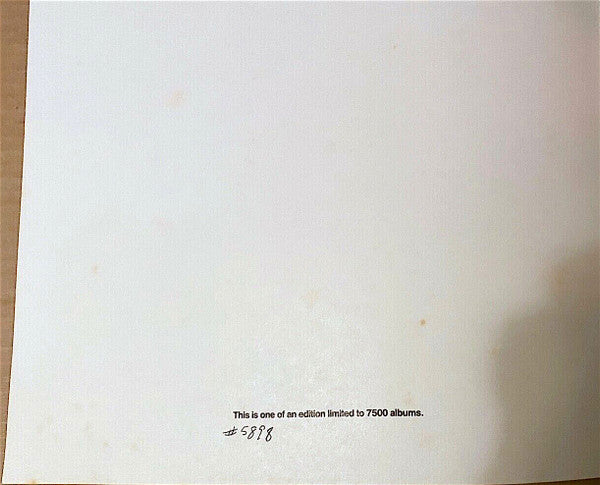 This is one of an edition limited to 7500 albums.
#5898